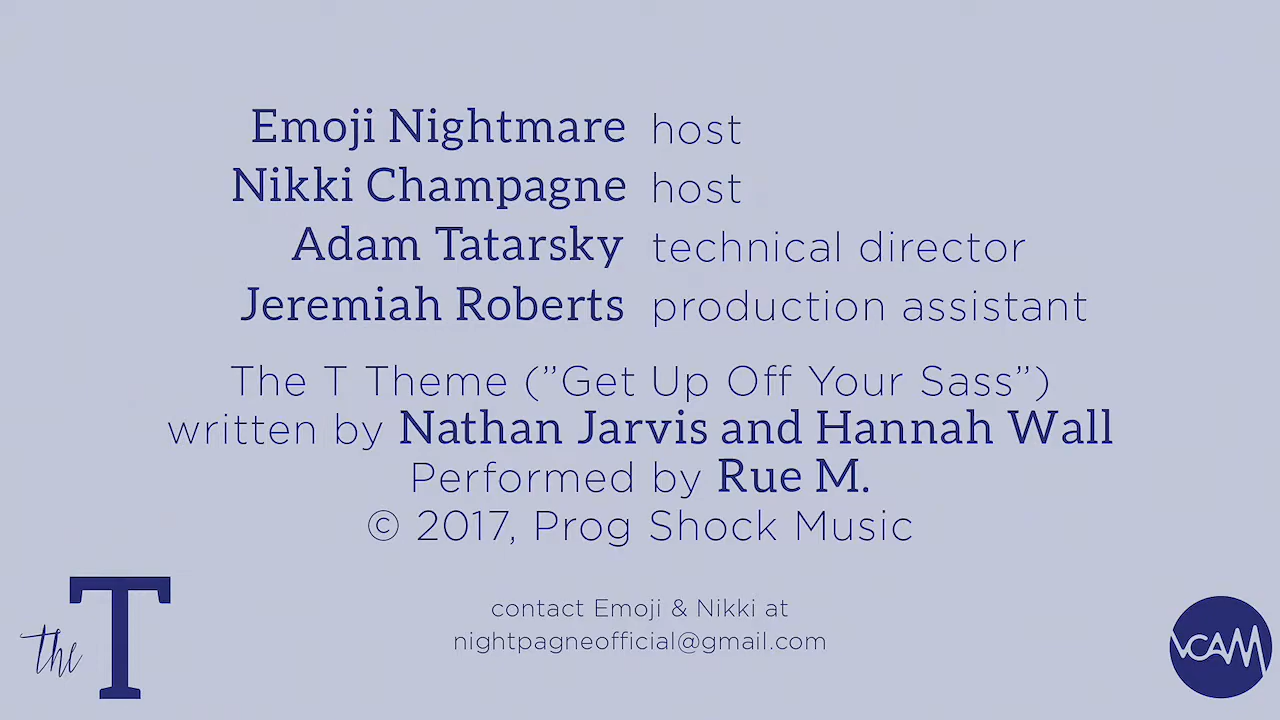 Emoji Nightmare host
Nikki Champagne host
Adam Tatarsky technical director
Jeremiah Roberts production assistant
The T Theme (”Get Up Off Your Sass”)
written by Nathan Jarvis and Hannah Wall
Performed by Rue M.
© 2017, Prog Shock Music
contact Emoji & Nikki at
nightpagneofficial@gmail.com
the T
VCAM